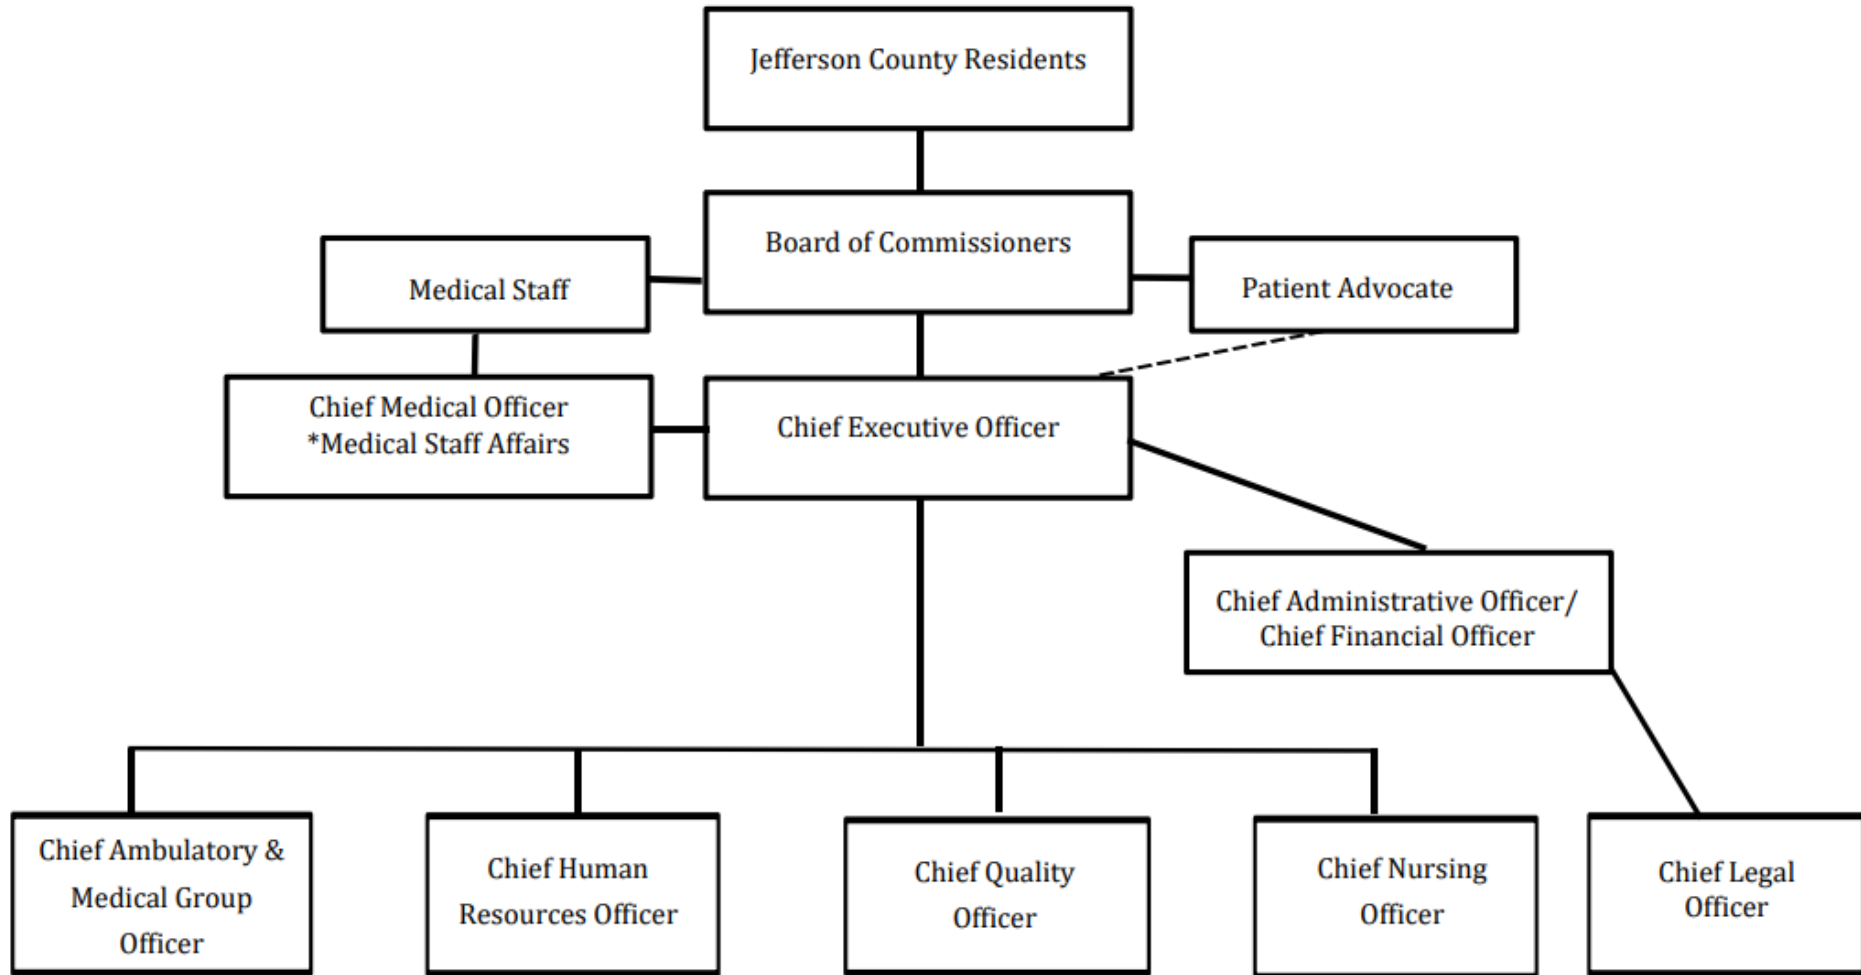 Jefferson County Residents
Board of Commissioners
Medical Staff
Patient Advocate
Chief Medical Officer
*Medical Staff Affairs
Chief Executive Officer
Chief Administrative Officer/
Chief Financial Officer
Chief Ambulatory &
Medical Group
Officer
Chief Human
Resources Officer
Chief Quality
Officer
Chief Nursing
Officer
Chief Legal
Officer